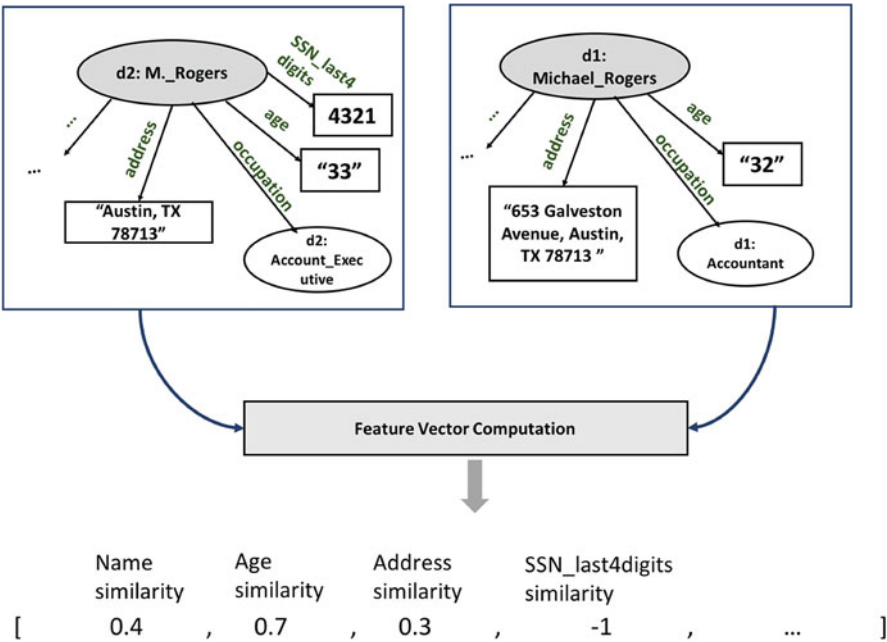 d2: M._Rogers
SSN_last4
digits
4321
age
"33"
...
...
address
occupation
"Austin, TX
78713"
d2:
Account_Exec
utive
d1:
Michael_Rogers
...
...
address
age
"32"
occupation
"653 Galveston
Avenue, Austin,
TX 78713 "
d1:
Accountant
Feature Vector Computation
Name
similarity
Age
similarity
Address
similarity
SSN_last4digits
similarity
[ 0.4 , 0.7 , 0.3 , -1 , ... ]